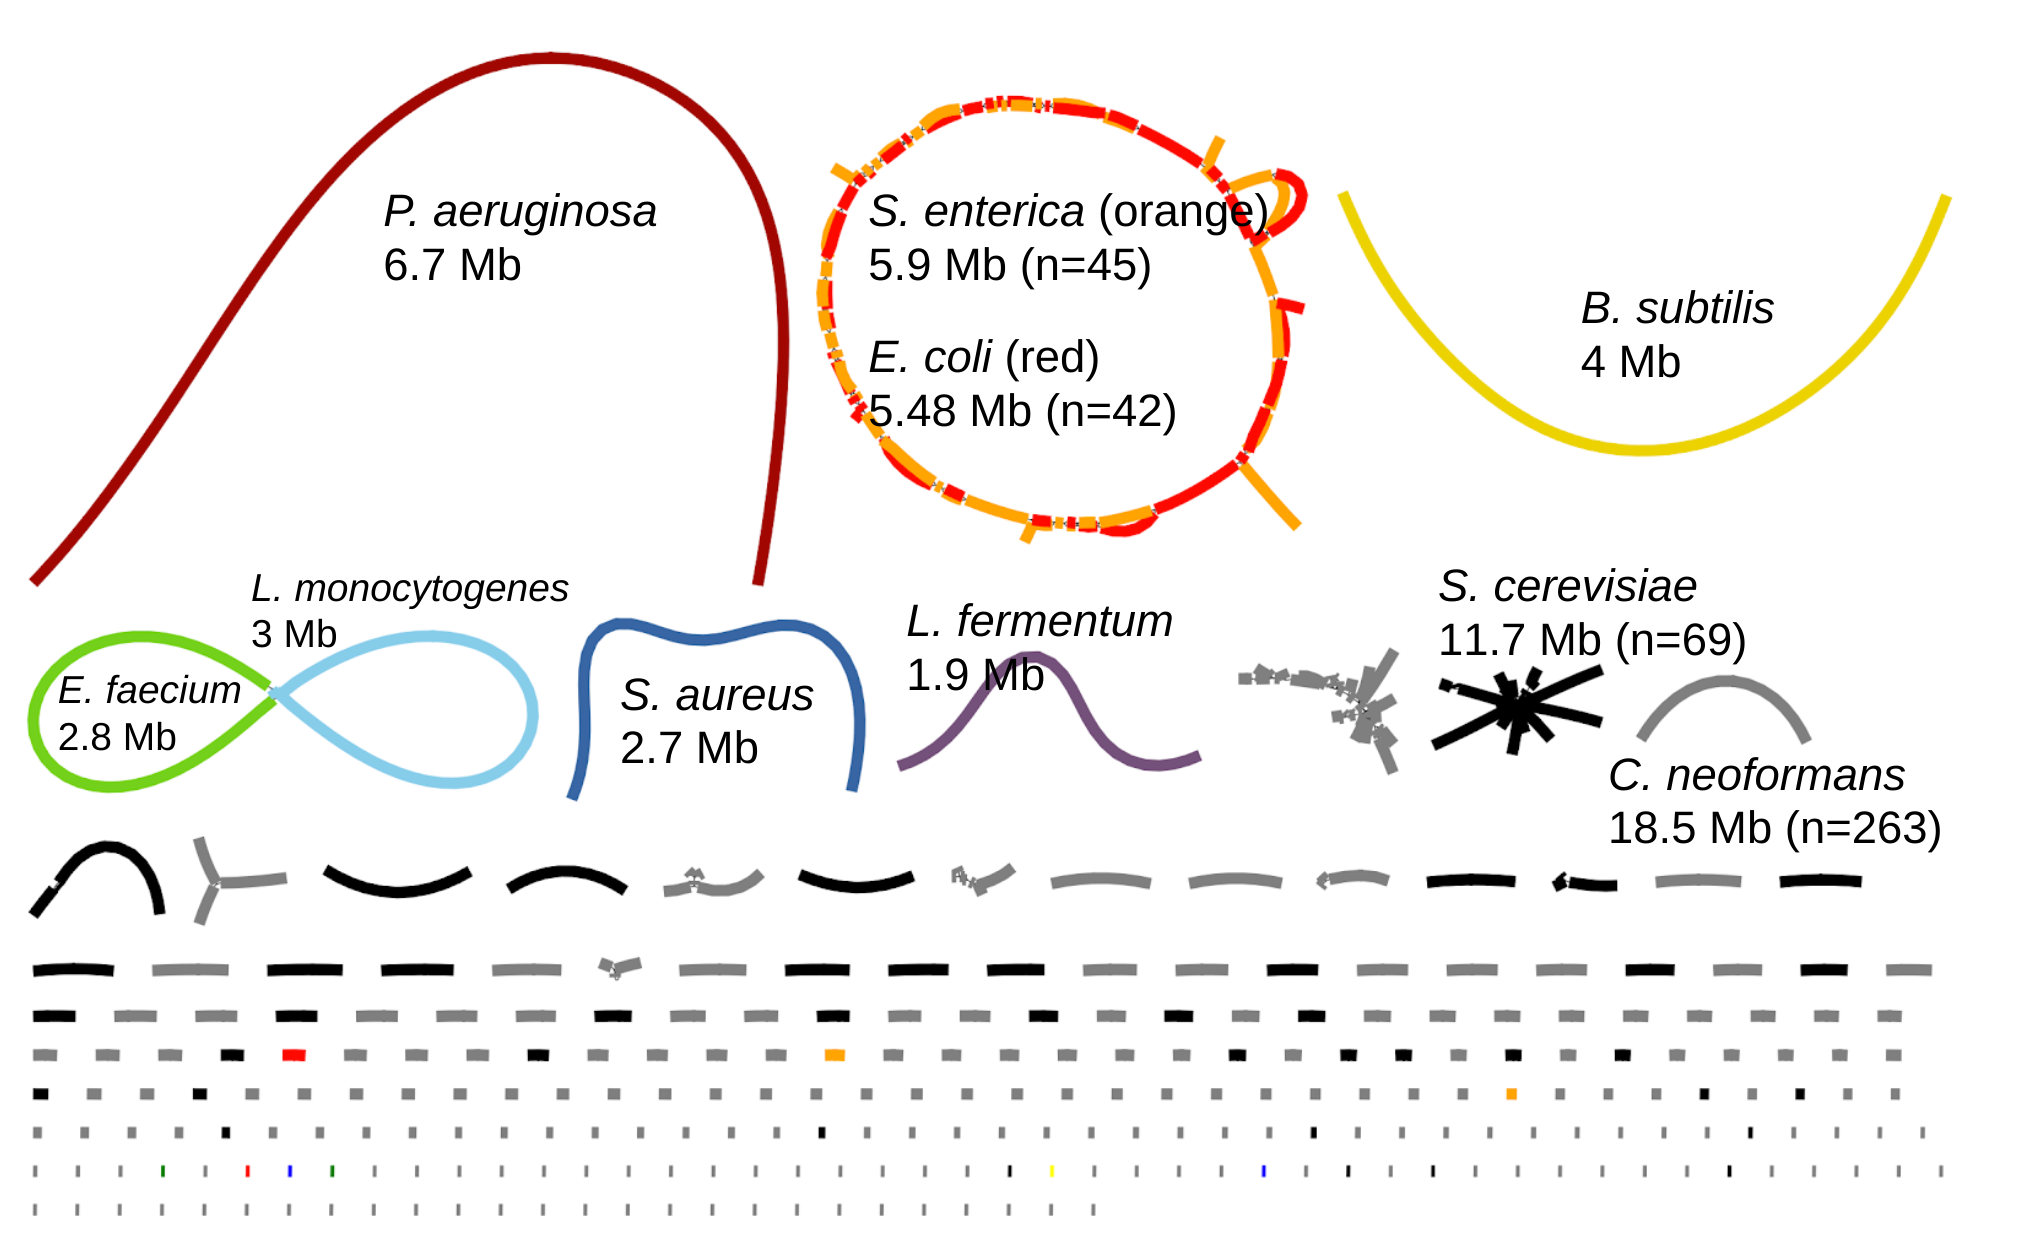 P. aeruginosa
6.7 Mb
S. enterica (orange)
5.9 Mb (n=45)
E. coli (red)
5.48 Mb (n=42)
B. subtilis
4 Mb
L. monocytogenes
3 Mb
E. faecium
2.8 Mb
S. aureus
2.7 Mb
L. fermentum
1.9 Mb
S. cerevisiae
11.7 Mb (n=69)
C. neoformans
18.5 Mb (n=263)